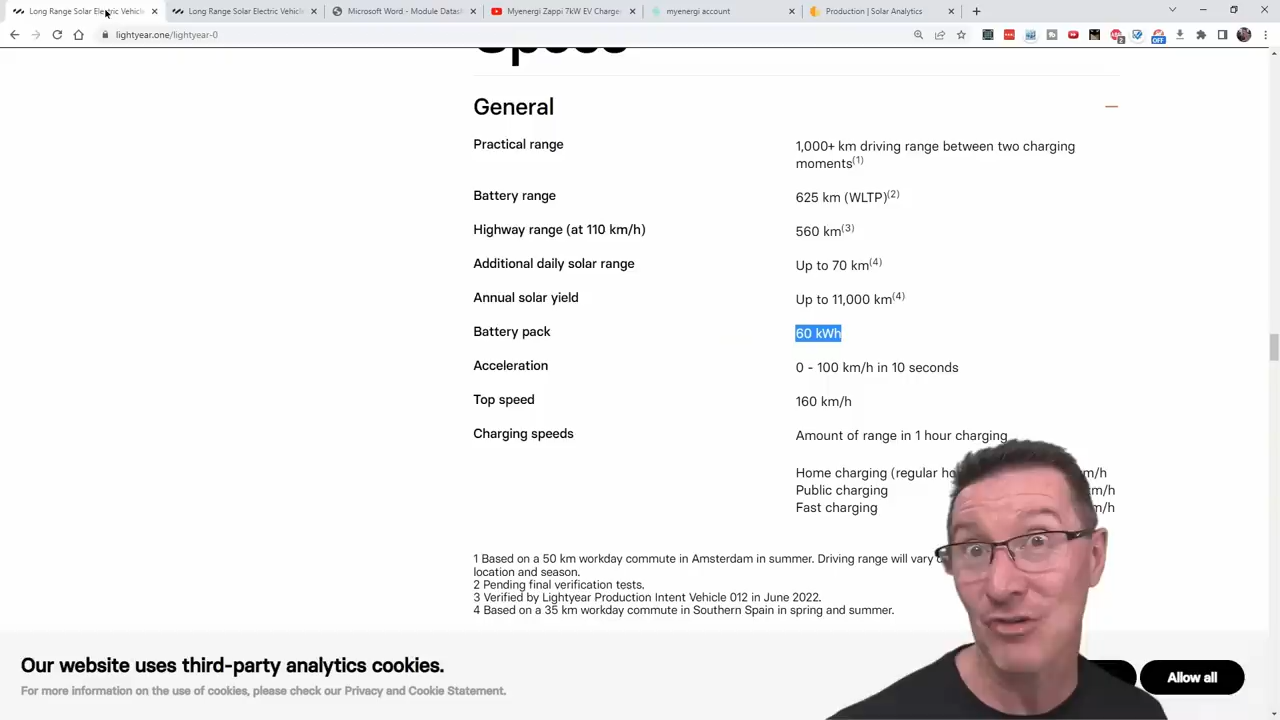 Long Range Solar Electric Vehicle
Long Range Solar Electric Vehicle
Microsoft Word - Module Datas
Myenergi Zappi 7kW EV Charge
myenergi account
Production | Solar Analytics
lightyear.one/lightyear-0
Specs
General
Practical range
1,000+ km driving range between two charging
moments(1)
Battery range
625 km (WLTP)(2)
Highway range (at 110 km/h)
560 km(3)
Additional daily solar range
Up to 70 km(4)
Annual solar yield
Up to 11,000 km(4)
Battery pack
60 kWh
Acceleration
0 - 100 km/h in 10 seconds
Top speed
160 km/h
Charging speeds
Amount of range in 1 hour charging
Home charging (regular ho m/h
Public charging m/h
Fast charging m/h
1 Based on a 50 km workday commute in Amsterdam in summer. Driving range will vary
location and season.
2 Pending final verification tests.
3 Verified by Lightyear Production Intent Vehicle 012 in June 2022.
4 Based on a 35 km workday commute in Southern Spain in spring and summer.
Our website uses third-party analytics cookies.
For more information on the use of cookies, please check our Privacy and Cookie Statement.
Allow all